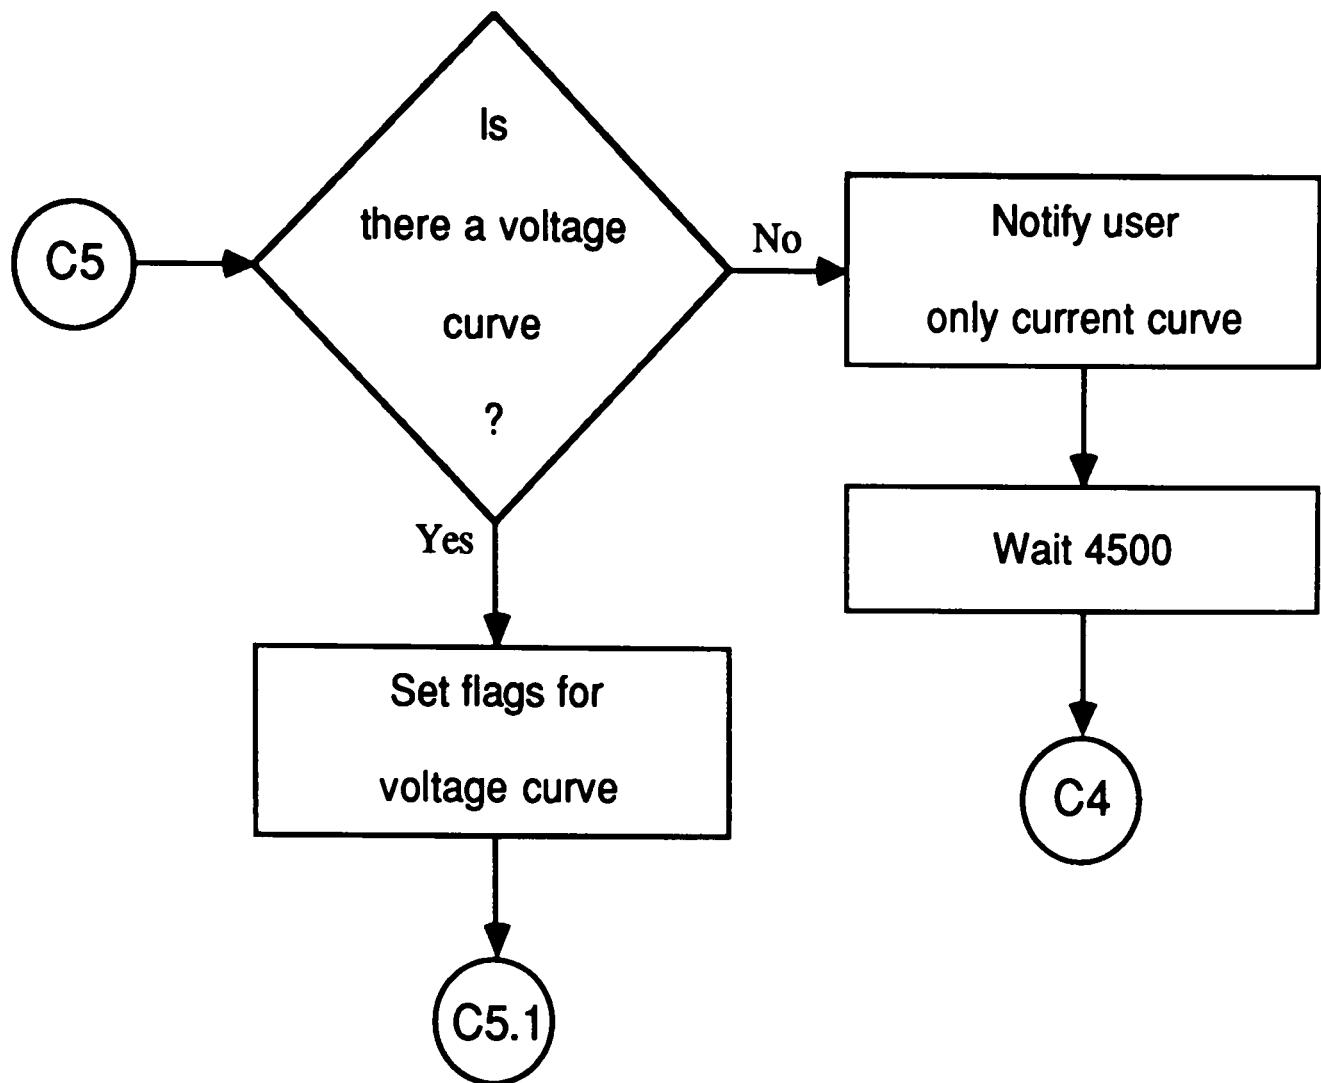 C5
Is
there a voltage
curve
?
No
Notify user
only current curve
Wait 4500
C4
Yes
Set flags for
voltage curve
C5.1